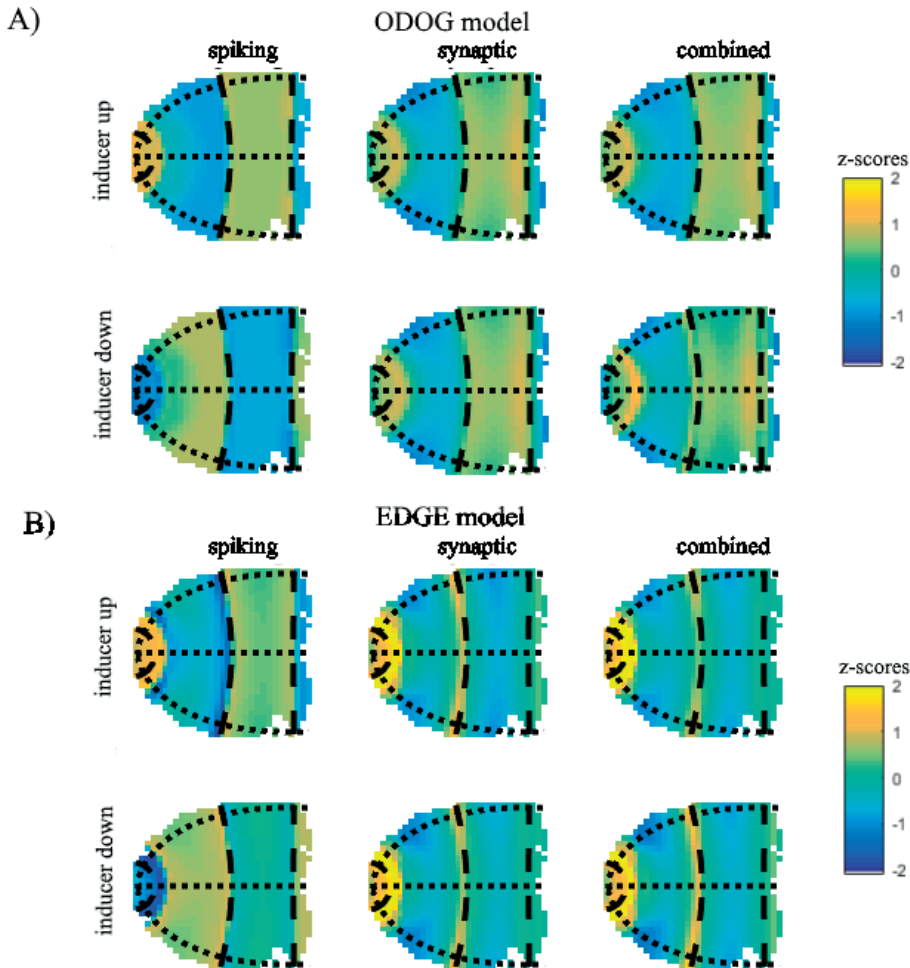 A)
ODOG model
spiking synaptic combined
inducer up
inducer down
z-scores
2
1
0
-1
-2
B)
EDGE model
spiking synaptic combined
inducer up
inducer down
z-scores
2
1
0
-1
-2